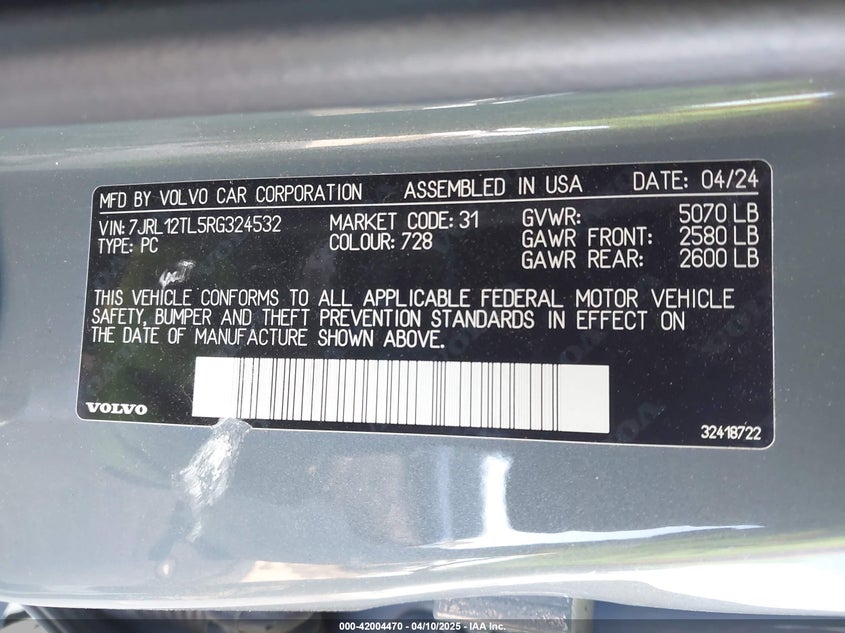 MFD BY VOLVO CAR CORPORATION ASSEMBLED IN USA DATE: 04/24
VIN: 7JRL12TL5RG324532 MARKET CODE: 31 GVWR: 5070 LB
TYPE: PC COLOUR: 728 GAWR FRONT: 2580 LB
GAWR REAR: 2600 LB
THIS VEHICLE CONFORMS TO ALL APPLICABLE FEDERAL MOTOR VEHICLE
SAFETY, BUMPER AND THEFT PREVENTION STANDARDS IN EFFECT ON
THE DATE OF MANUFACTURE SHOWN ABOVE.
VOLVO
32418722
000-42004470 - 04/10/2025 - IAA Inc.